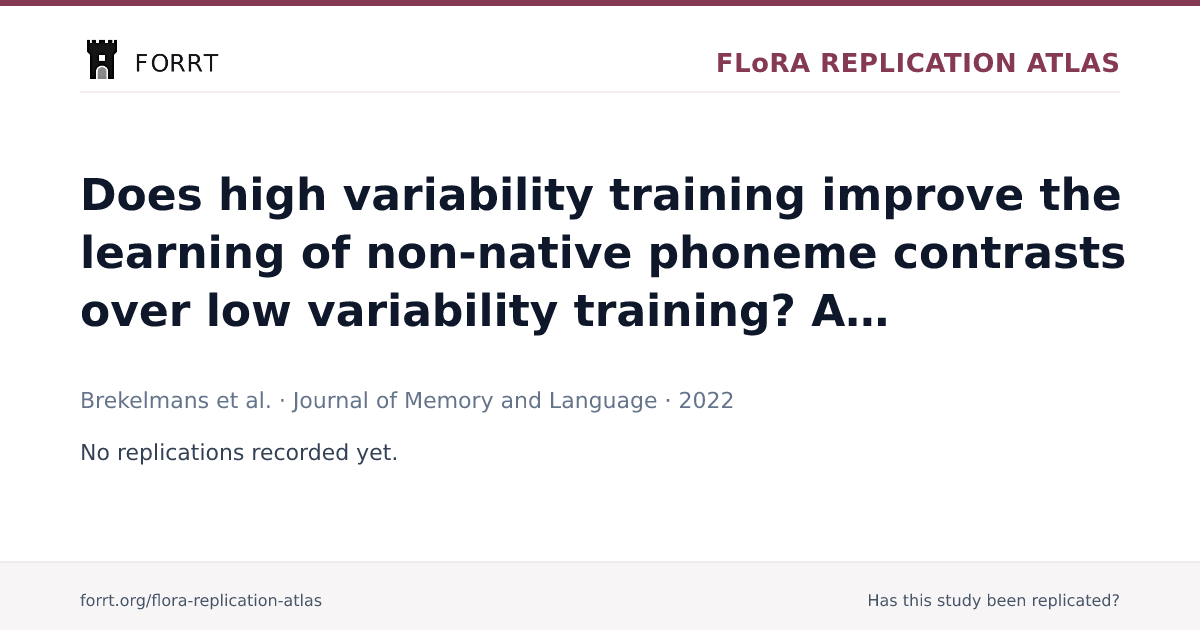 FORRT
FLoRA REPLICATION ATLAS
Does high variability training improve the
learning of non-native phoneme contrasts
over low variability training? A…
Brekelmans et al. · Journal of Memory and Language · 2022
No replications recorded yet.
forrt.org/flora-replication-atlas
Has this study been replicated?